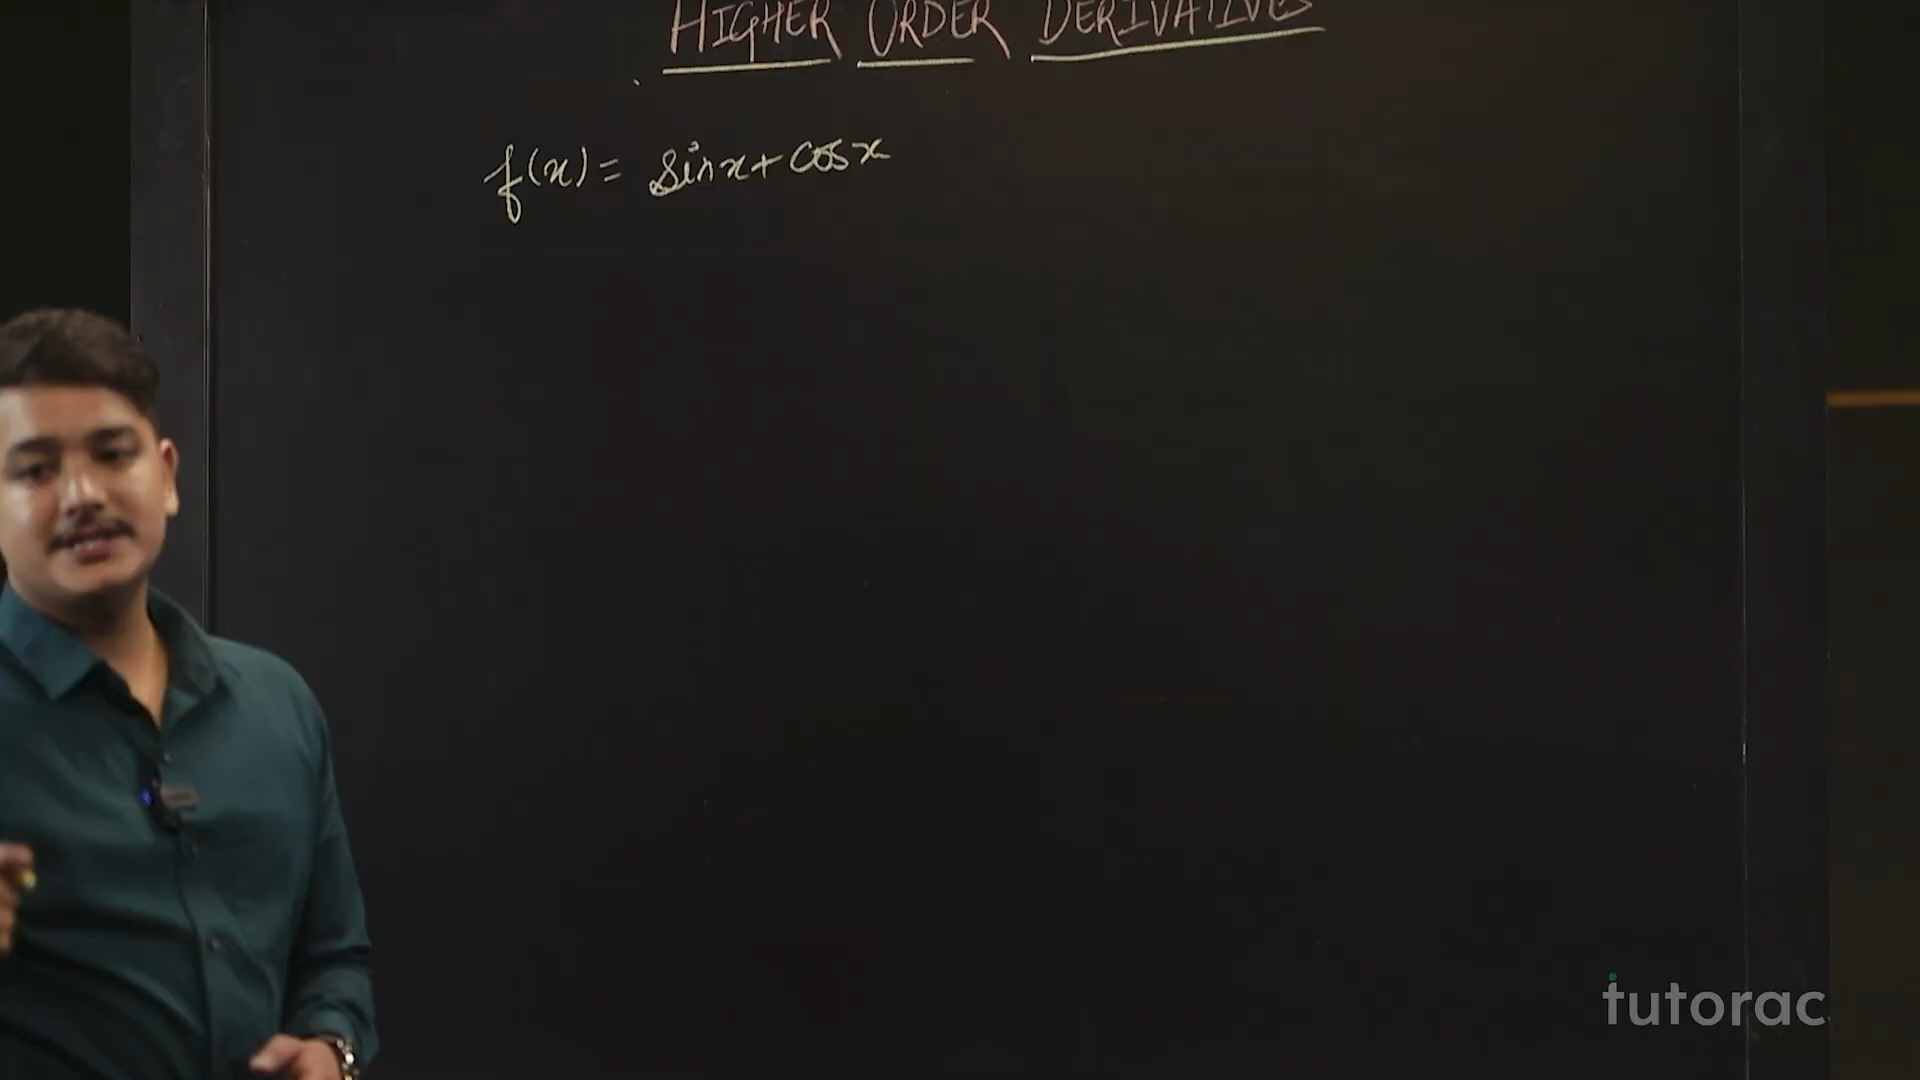 HIGHER ORDER DERIVATIVES
f(x) = sinx + cosx
tutorac